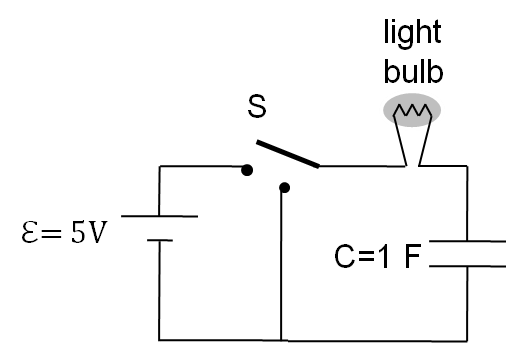 light
bulb
S
Ɛ= 5V
C=1 F